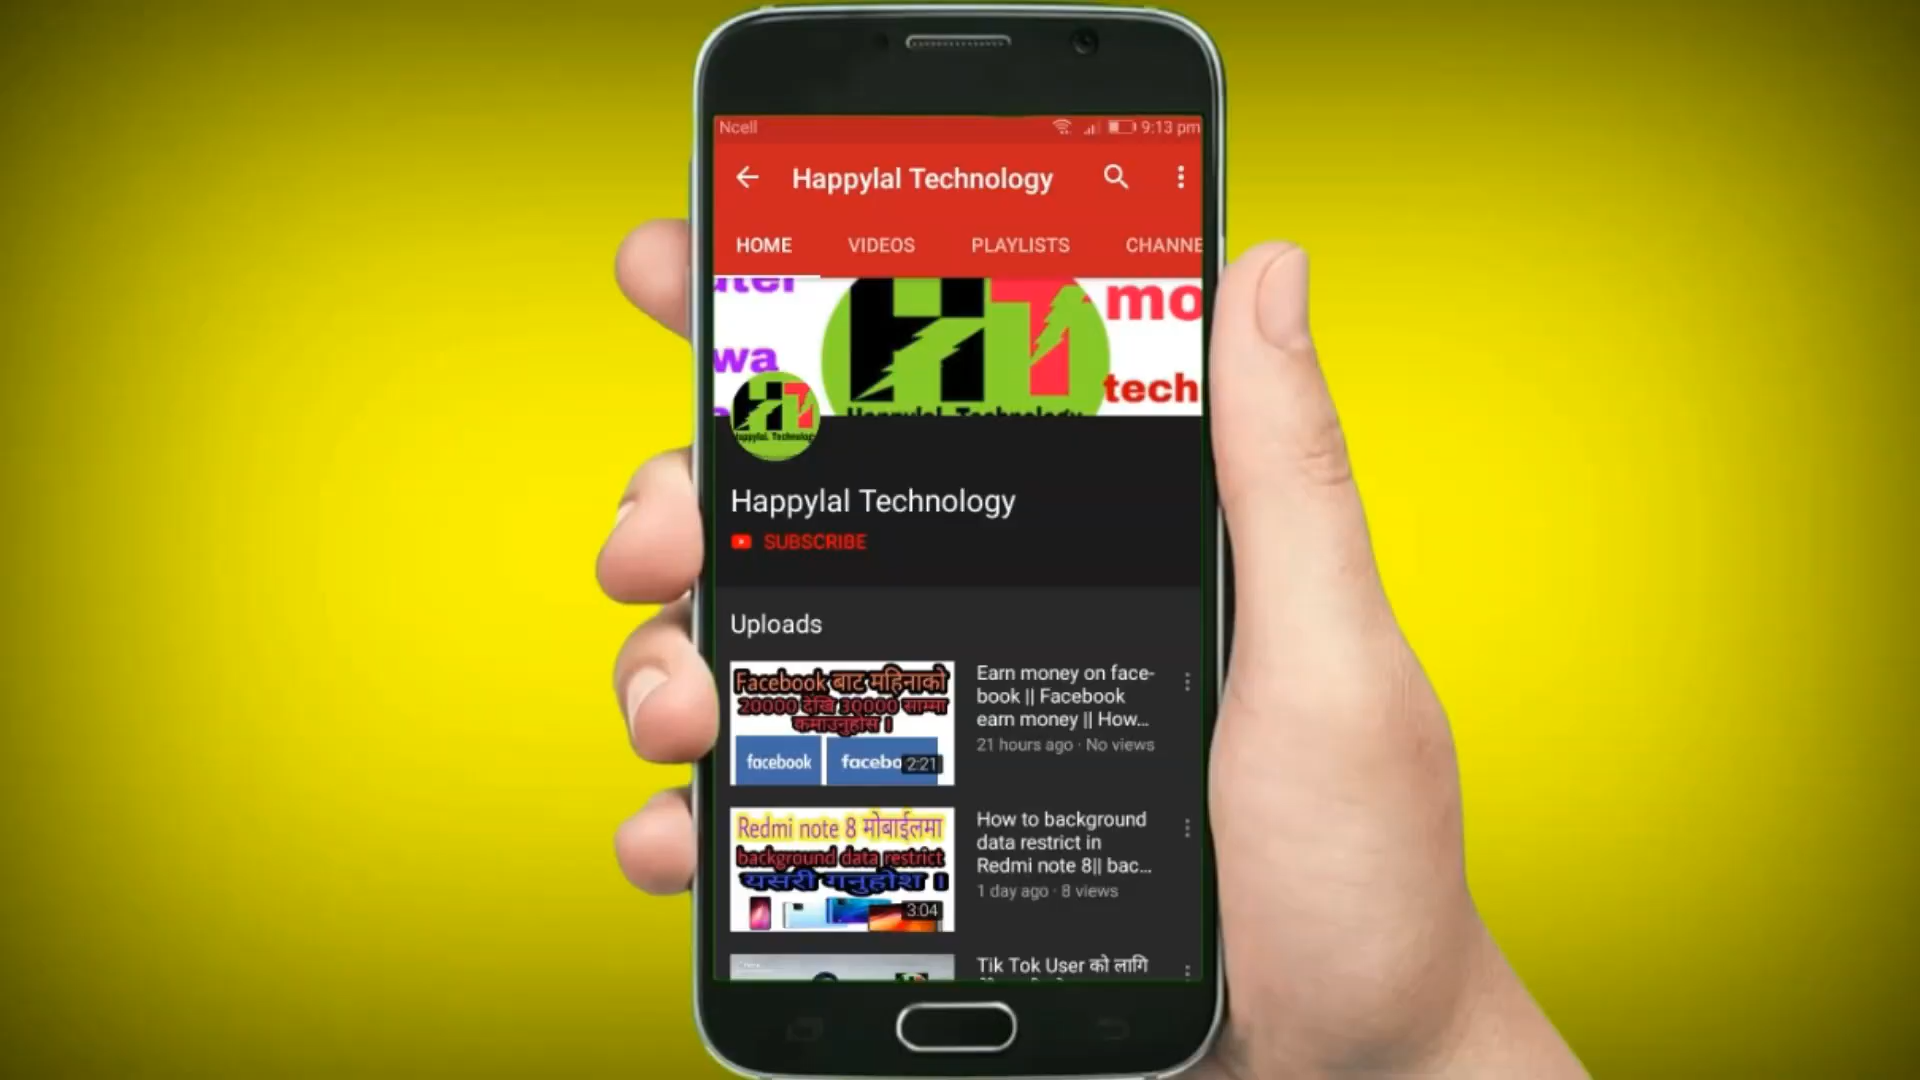 Ncell
9:13 pm
Happylal Technology
HOME VIDEOS PLAYLISTS CHANNE
mo
wa
tech
Happylal Technology
SUBSCRIBE
Uploads
Facebook बाट महिनाको
20000 देखि 30000 साम्मा
कमाउनुहोस ।
facebook
facebo
2:21
Earn money on face-
book || Facebook
earn money || How...
21 hours ago · No views
Redmi note 8 मोबाईलमा
background data restrict
यसरी गनुहोश ।
3:04
How to background
data restrict in
Redmi note 8|| bac...
1 day ago · 8 views
Tik Tok User को लागि